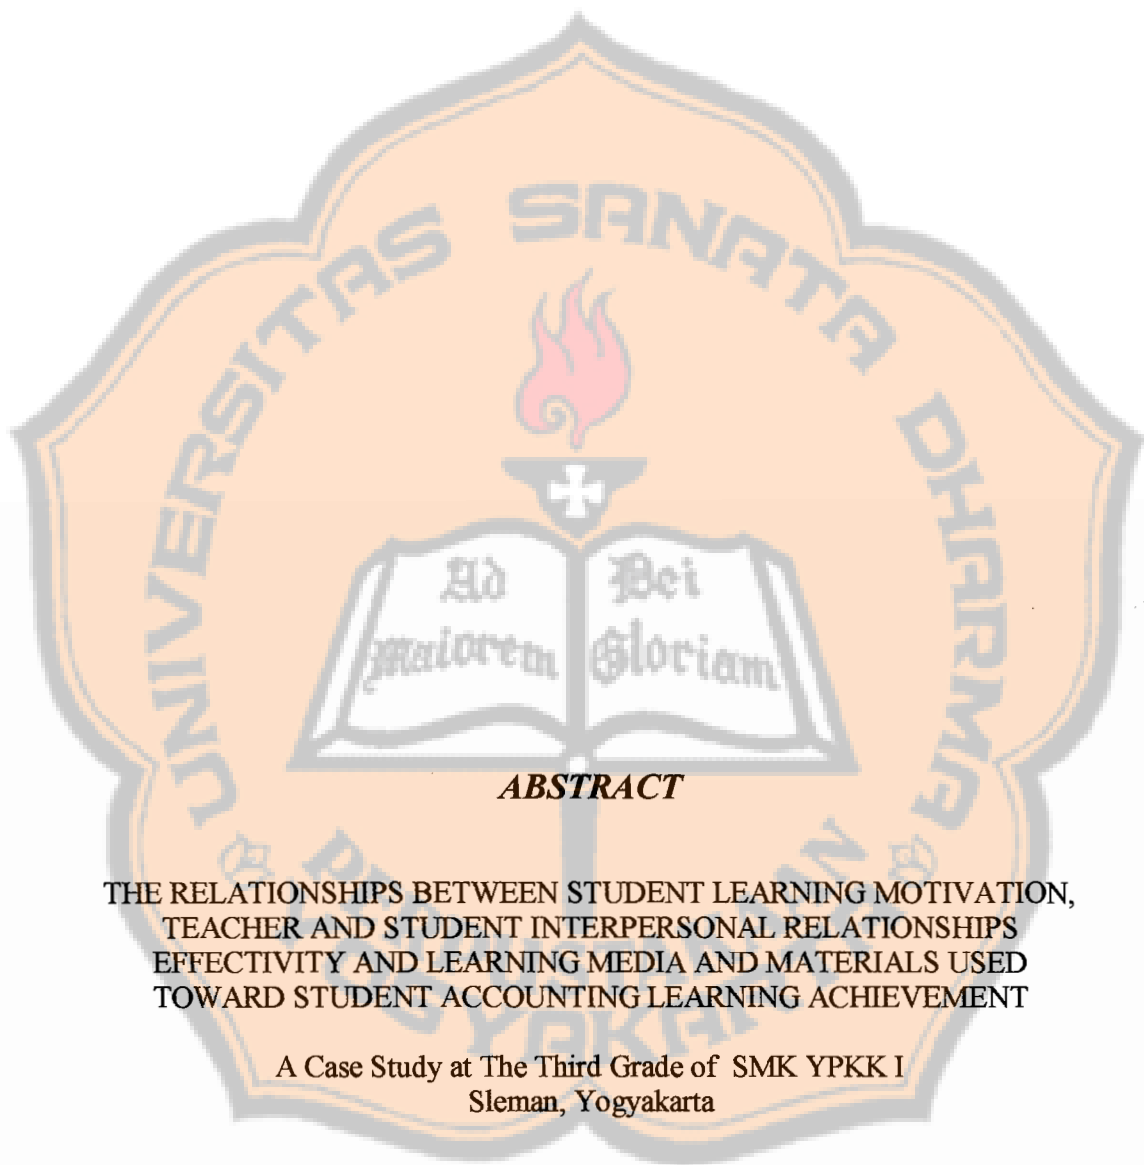 UNIVERSITAS SANATA DHARMA
Ad
Maiorem
Dei
Gloriam
ABSTRACT
THE RELATIONSHIPS BETWEEN STUDENT LEARNING MOTIVATION,
TEACHER AND STUDENT INTERPERSONAL RELATIONSHIPS
EFFECTIVITY AND LEARNING MEDIA AND MATERIALS USED
TOWARD STUDENT ACCOUNTING LEARNING ACHIEVEMENT
A Case Study at The Third Grade of SMK YPKK I
Sleman, Yogyakarta
PERPUSTAKAAN
YOGYAKARTA